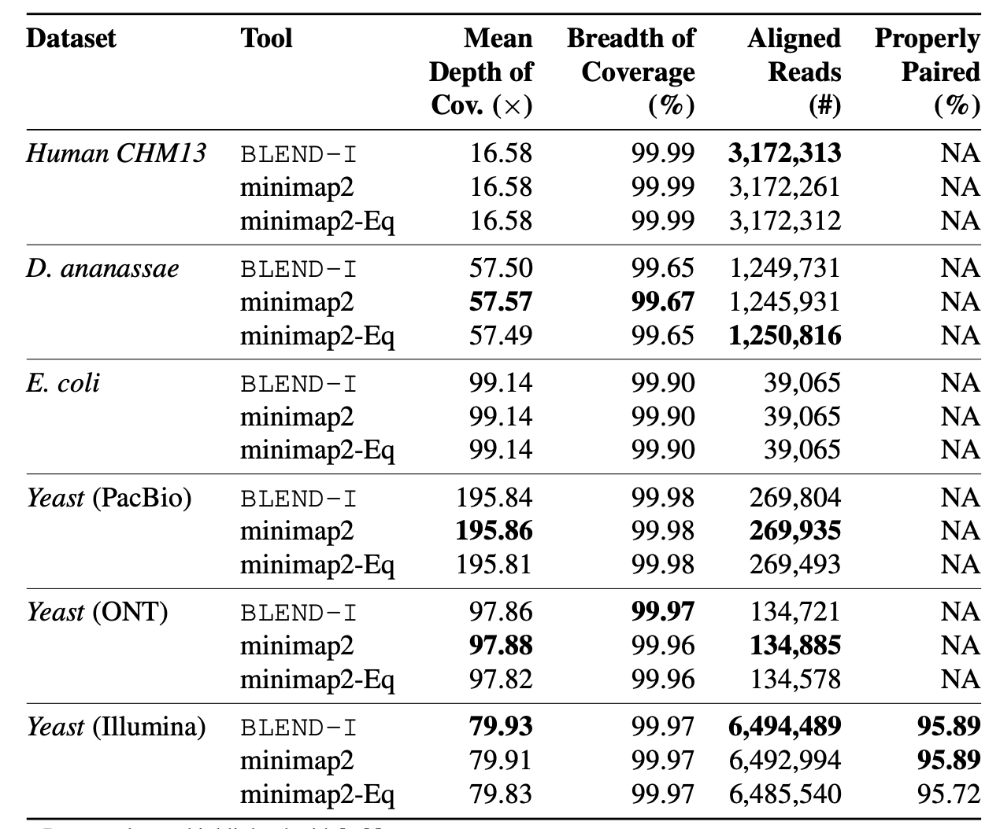 Dataset Tool Mean Breadth of Aligned Properly
Depth of Coverage Reads Paired
Cov. (×) (%) (#) (%)
Human CHM13 BLEND-I 16.58 99.99 3,172,313 NA
minimap2 16.58 99.99 3,172,261 NA
minimap2-Eq 16.58 99.99 3,172,312 NA
D. ananassae BLEND-I 57.50 99.65 1,249,731 NA
minimap2 57.57 99.67 1,245,931 NA
minimap2-Eq 57.49 99.65 1,250,816 NA
E. coli BLEND-I 99.14 99.90 39,065 NA
minimap2 99.14 99.90 39,065 NA
minimap2-Eq 99.14 99.90 39,065 NA
Yeast (PacBio) BLEND-I 195.84 99.98 269,804 NA
minimap2 195.86 99.98 269,935 NA
minimap2-Eq 195.81 99.98 269,493 NA
Yeast (ONT) BLEND-I 97.86 99.97 134,721 NA
minimap2 97.88 99.96 134,885 NA
minimap2-Eq 97.82 99.96 134,578 NA
Yeast (Illumina) BLEND-I 79.93 99.97 6,494,489 95.89
minimap2 79.91 99.97 6,492,994 95.89
minimap2-Eq 79.83 99.97 6,485,540 95.72